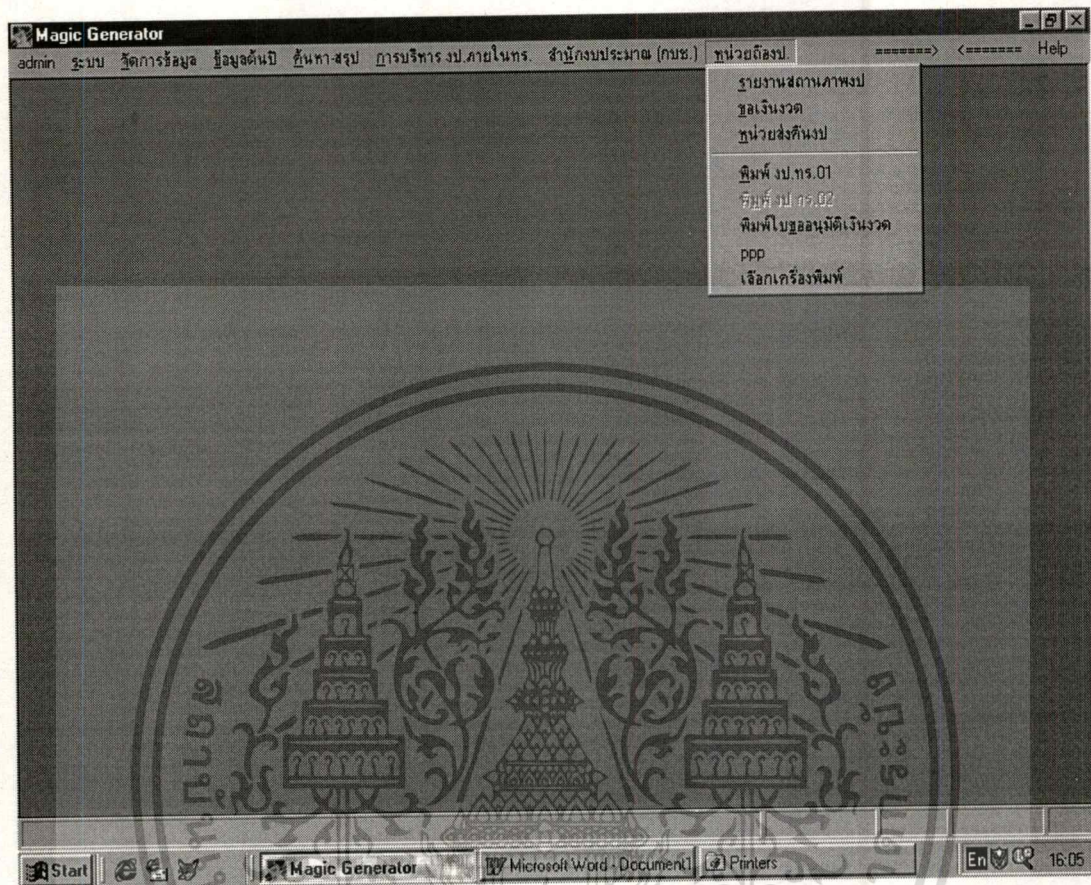 Magic Generator
admin ระบบ จัดการข้อมูล ข้อมูลต้นปี ค้นหา-สรุป การบริหาร งป.ภายในทร. สำนักงบประมาณ (กบช.) หน่วยถืองป. =======> <======= Help
รายงานสถานภาพงป
ขอเงินงวด
หน่วยส่งคืนงป
พิมพ์ งป.ทร.01
พิมพ์ งป.ทร.02
พิมพ์ใบขออนุมัติเงินงวด
ppp
เลือกเครื่องพิมพ์
Start Magic Generator Microsoft Word - Document1 Printers En 16:05